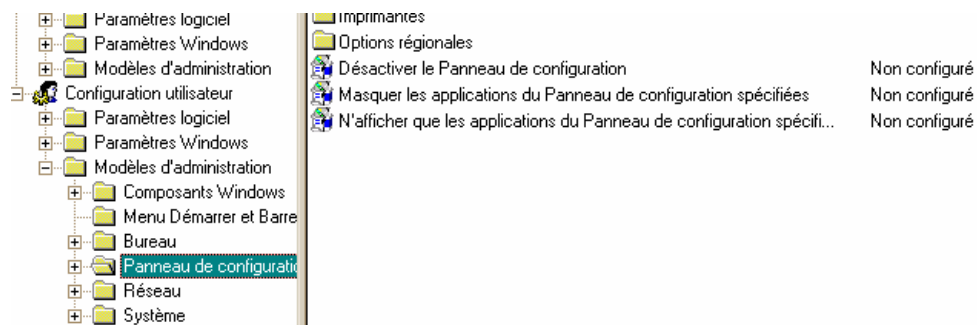 Paramètres logiciel
Paramètres Windows
Modèles d'administration
Configuration utilisateur
Paramètres logiciel
Paramètres Windows
Modèles d'administration
Composants Windows
Menu Démarrer et Barre
Bureau
Panneau de configuratio
Réseau
Système
Imprimantes
Options régionales
Désactiver le Panneau de configuration Non configuré
Masquer les applications du Panneau de configuration spécifiées Non configuré
N'afficher que les applications du Panneau de configuration spécifi... Non configuré